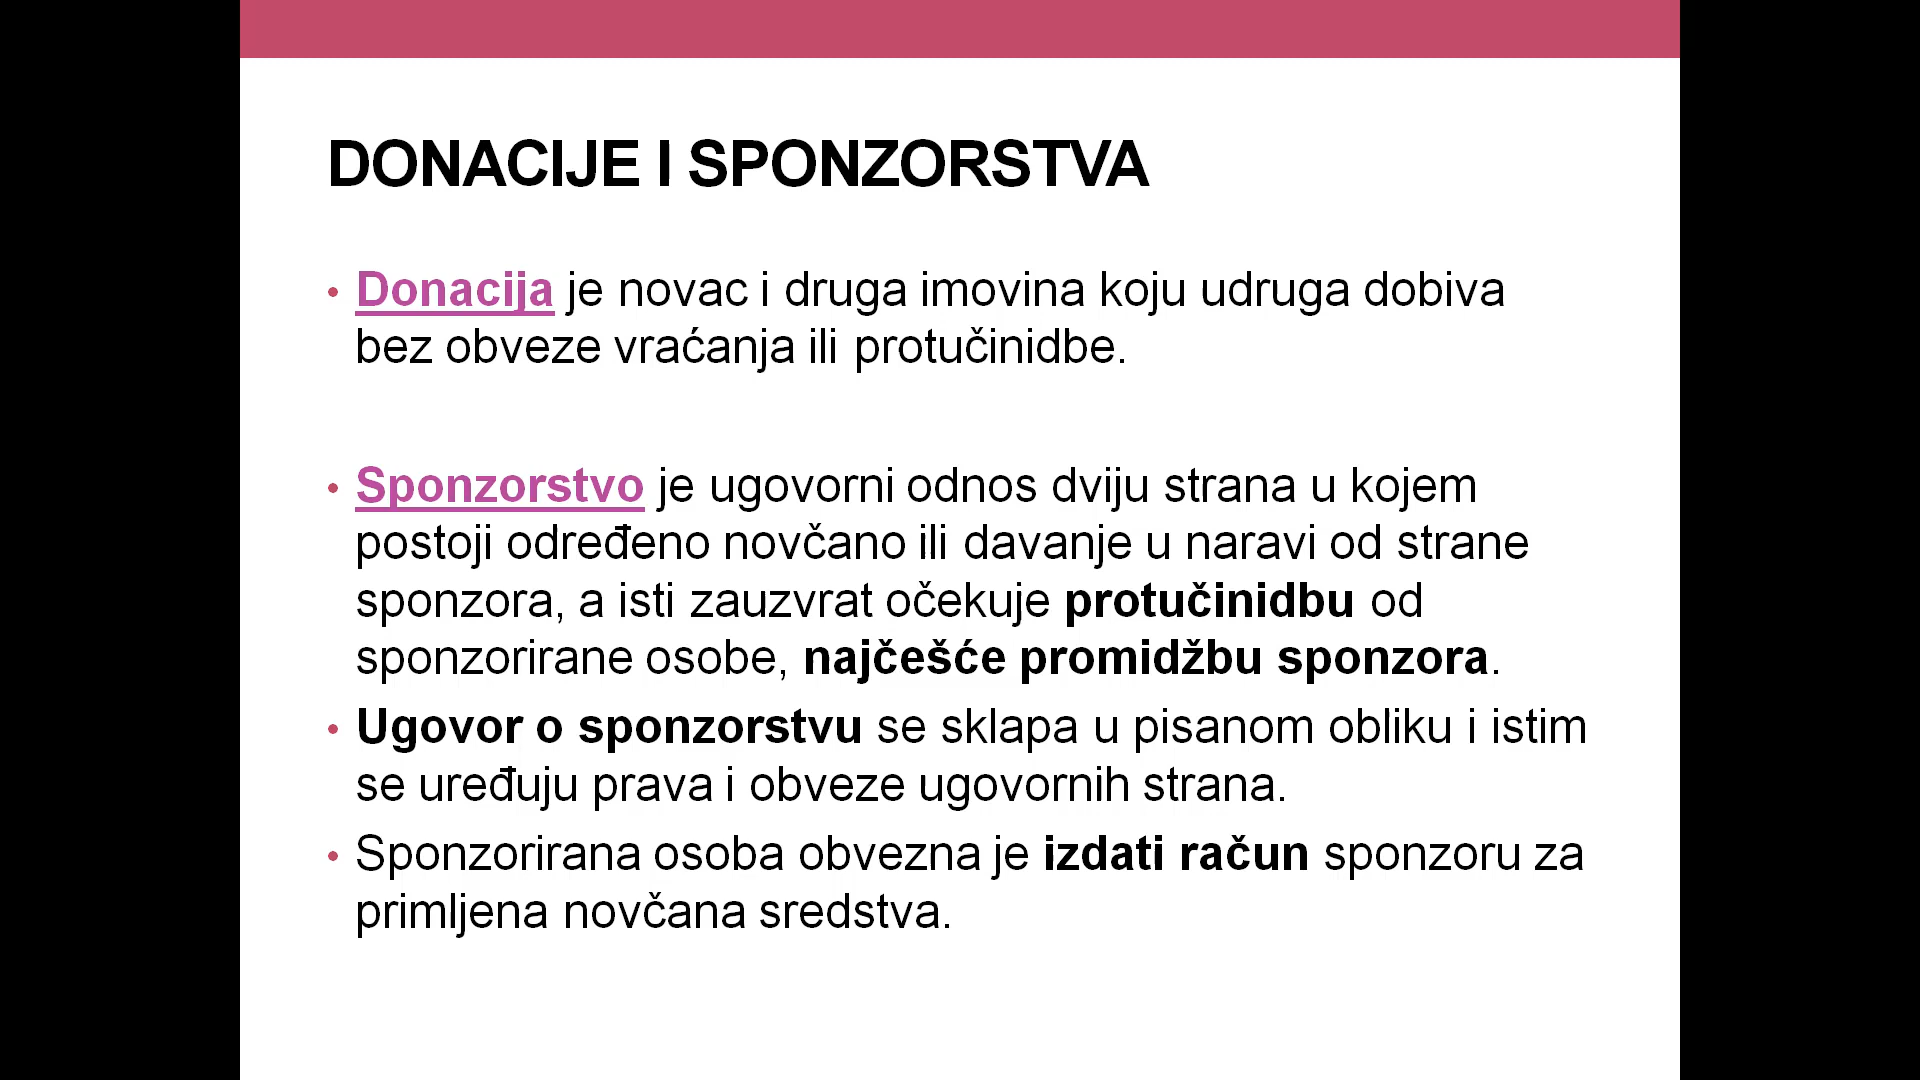 DONACIJE I SPONZORSTVA
• Donacija je novac i druga imovina koju udruga dobiva
bez obveze vraćanja ili protučinidbe.
• Sponzorstvo je ugovorni odnos dviju strana u kojem
postoji određeno novčano ili davanje u naravi od strane
sponzora, a isti zauzvrat očekuje protučinidbu od
sponzorirane osobe, najčešće promidžbu sponzora.
• Ugovor o sponzorstvu se sklapa u pisanom obliku i istim
se uređuju prava i obveze ugovornih strana.
• Sponzorirana osoba obvezna je izdati račun sponzoru za
primljena novčana sredstva.